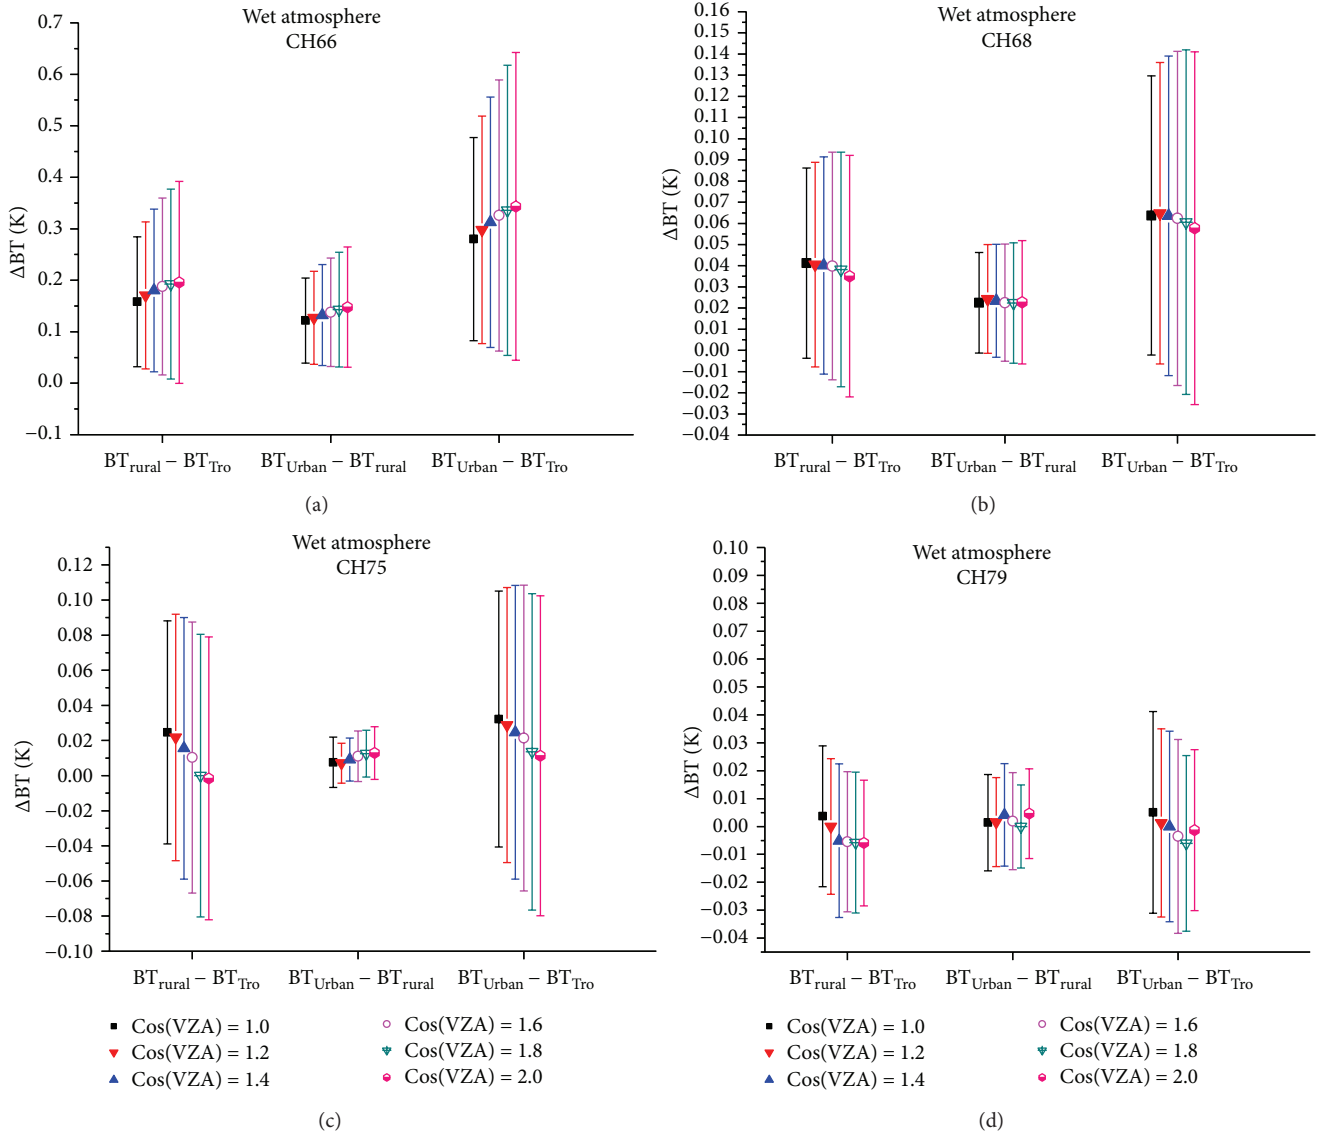 Wet atmosphere
CH66
0.7
0.6
0.5
0.4
0.3
0.2
0.1
0.0
−0.1
ΔBT (K)
BTrural − BTTro
BTUrban − BTrural
BTUrban − BTTro
(a)
Wet atmosphere
CH68
0.16
0.15
0.14
0.13
0.12
0.11
0.10
0.09
0.08
0.07
0.06
0.05
0.04
0.03
0.02
0.01
0.00
−0.01
−0.02
−0.03
−0.04
ΔBT (K)
BTrural − BTTro
BTUrban − BTrural
BTUrban − BTTro
(b)
Wet atmosphere
CH75
0.12
0.10
0.08
0.06
0.04
0.02
0.00
−0.02
−0.04
−0.06
−0.08
−0.10
ΔBT (K)
BTrural − BTTro
BTUrban − BTrural
BTUrban − BTTro
Cos(VZA) = 1.0
Cos(VZA) = 1.2
Cos(VZA) = 1.4
Cos(VZA) = 1.6
Cos(VZA) = 1.8
Cos(VZA) = 2.0
(c)
Wet atmosphere
CH79
0.10
0.09
0.08
0.07
0.06
0.05
0.04
0.03
0.02
0.01
0.00
−0.01
−0.02
−0.03
−0.04
ΔBT (K)
BTrural − BTTro
BTUrban − BTrural
BTUrban − BTTro
Cos(VZA) = 1.0
Cos(VZA) = 1.2
Cos(VZA) = 1.4
Cos(VZA) = 1.6
Cos(VZA) = 1.8
Cos(VZA) = 2.0
(d)